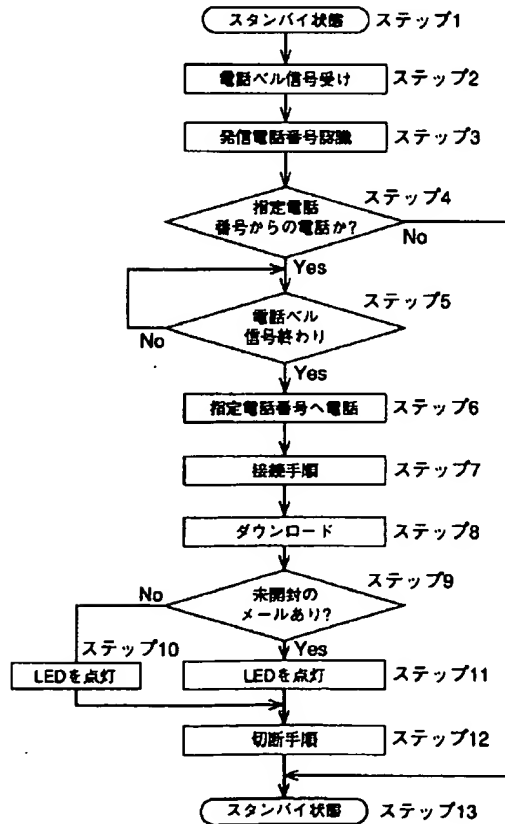 スタンバイ状態 ステップ1
電話ベル信号受け ステップ2
発信電話番号認識 ステップ3
ステップ4
指定電話
番号からの電話か?
No
Yes
ステップ5
電話ベル
信号終わり
No
Yes
指定電話番号へ電話 ステップ6
接続手順 ステップ7
ダウンロード ステップ8
ステップ9
No
未開封の
メールあり?
ステップ10
Yes
LEDを点灯
LEDを点灯 ステップ11
切断手順 ステップ12
スタンバイ状態 ステップ13